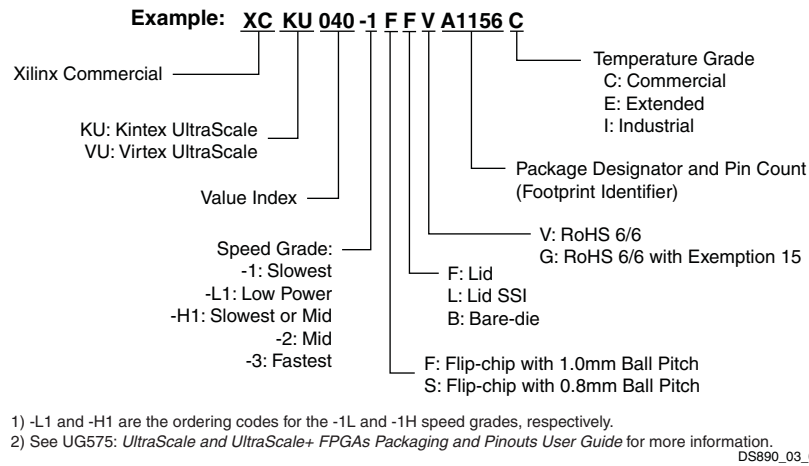 Example: XC KU 040 -1 F F V A1156 C
Xilinx Commercial
KU: Kintex UltraScale
VU: Virtex UltraScale
Value Index
Speed Grade:
-1: Slowest
-L1: Low Power
-H1: Slowest or Mid
-2: Mid
-3: Fastest
Temperature Grade
C: Commercial
E: Extended
I: Industrial
Package Designator and Pin Count
(Footprint Identifier)
V: RoHS 6/6
G: RoHS 6/6 with Exemption 15
F: Lid
L: Lid SSI
B: Bare-die
F: Flip-chip with 1.0mm Ball Pitch
S: Flip-chip with 0.8mm Ball Pitch
1) -L1 and -H1 are the ordering codes for the -1L and -1H speed grades, respectively.
2) See UG575: UltraScale and UltraScale+ FPGAs Packaging and Pinouts User Guide for more information.
DS890_03_